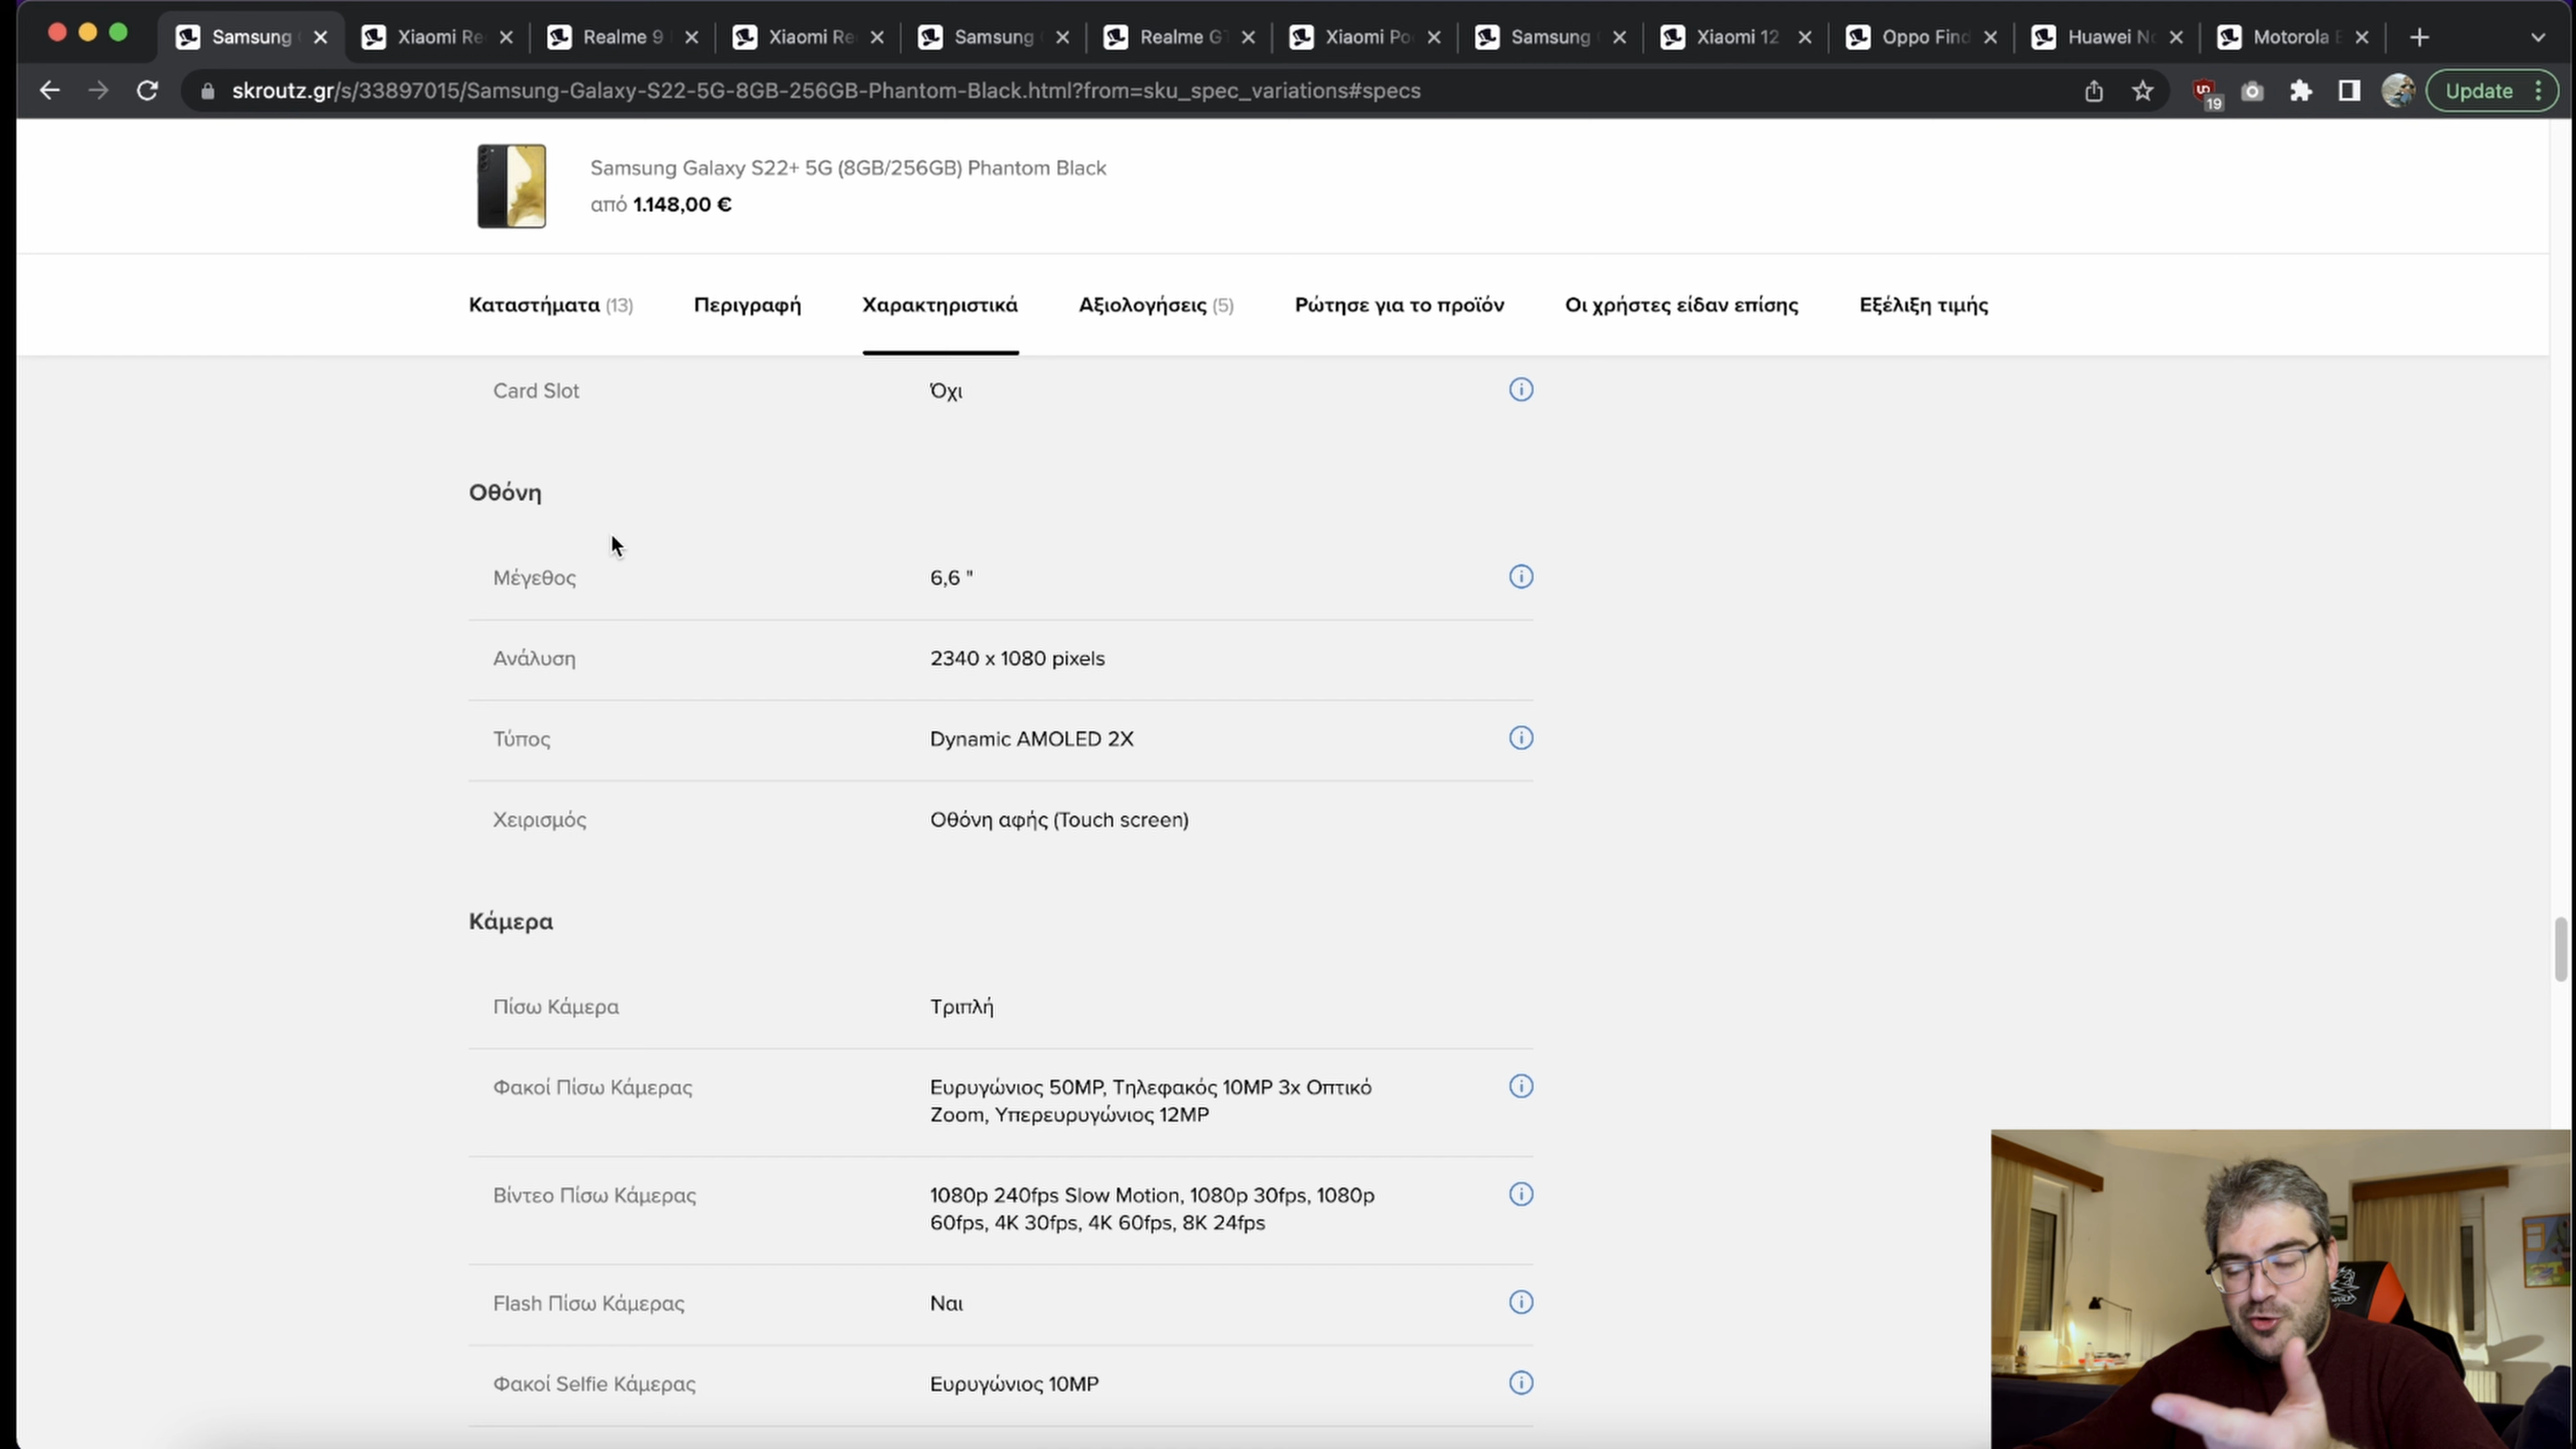 Samsung
Xiaomi Re
Realme 9
Xiaomi Re
Samsung
Realme G
Xiaomi Po
Samsung
Xiaomi 12
Oppo Find
Huawei No
Motorola E
skroutz.gr/s/33897015/Samsung-Galaxy-S22-5G-8GB-256GB-Phantom-Black.html?from=sku_spec_variations#specs
19
Update
Samsung Galaxy S22+ 5G (8GB/256GB) Phantom Black
από 1.148,00 €
Καταστήματα (13)
Περιγραφή
Χαρακτηριστικά
Αξιολογήσεις (5)
Ρώτησε για το προϊόν
Οι χρήστες είδαν επίσης
Εξέλιξη τιμής
Card Slot
Όχι
Οθόνη
Μέγεθος
6,6 "
Ανάλυση
2340 x 1080 pixels
Τύπος
Dynamic AMOLED 2X
Χειρισμός
Οθόνη αφής (Touch screen)
Κάμερα
Πίσω Κάμερα
Τριπλή
Φακοί Πίσω Κάμερας
Ευρυγώνιος 50MP, Τηλεφακός 10MP 3x Οπτικό
Zoom, Υπερευρυγώνιος 12MP
Βίντεο Πίσω Κάμερας
1080p 240fps Slow Motion, 1080p 30fps, 1080p
60fps, 4K 30fps, 4K 60fps, 8K 24fps
Flash Πίσω Κάμερας
Ναι
Φακοί Selfie Κάμερας
Ευρυγώνιος 10MP